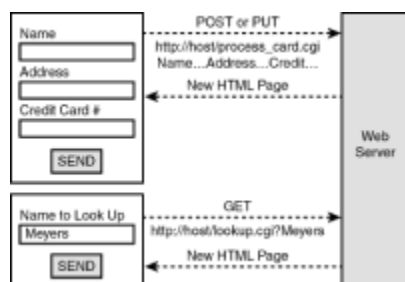 Name
Address
Credit Card #
SEND
POST or PUT
http://host/process_card.cgi
Name...Address...Credit...
New HTML Page
Web
Server
Name to Look Up
Meyers
SEND
GET
http://host/lookup.cgi?Meyers
New HTML Page